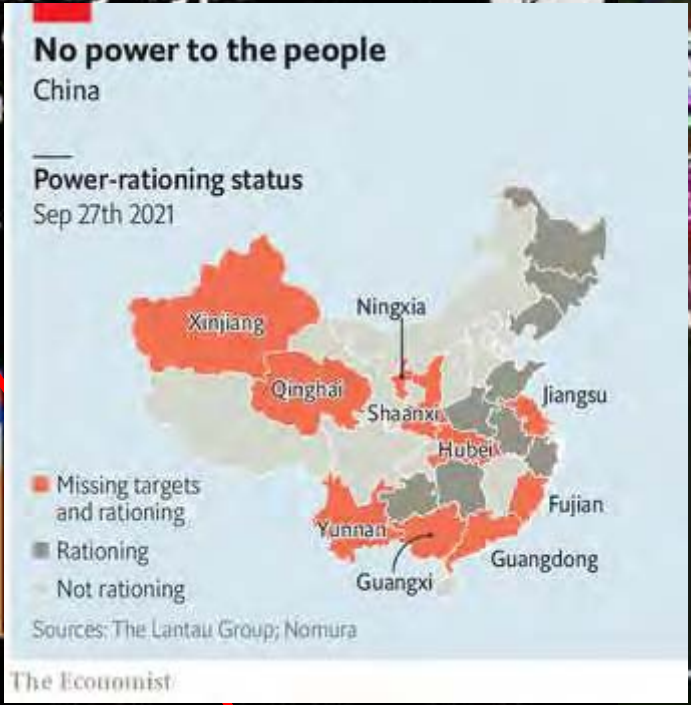 No power to the people
China
Power-rationing status
Sep 27th 2021
Ningxia
Xinjiang
Qinghai
Shaanxi
Jiangsu
Hubei
Missing targets
and rationing
Fujian
Yunnan
Rationing
Guangdong
Guangxi
Not rationing
Sources: The Lantau Group; Nomura
The Economist